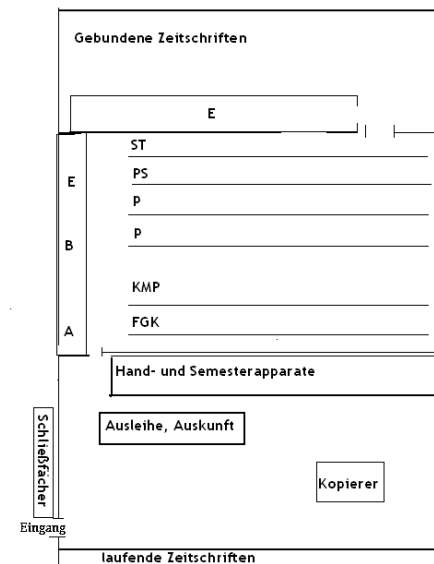 Gebundene Zeitschriften
E
ST
PS
E
P
B
P
KMP
A
FGK
Hand- und Semesterapparate
Ausleihe, Auskunft
Schließfächer
Kopierer
Eingang
laufende Zeitschriften